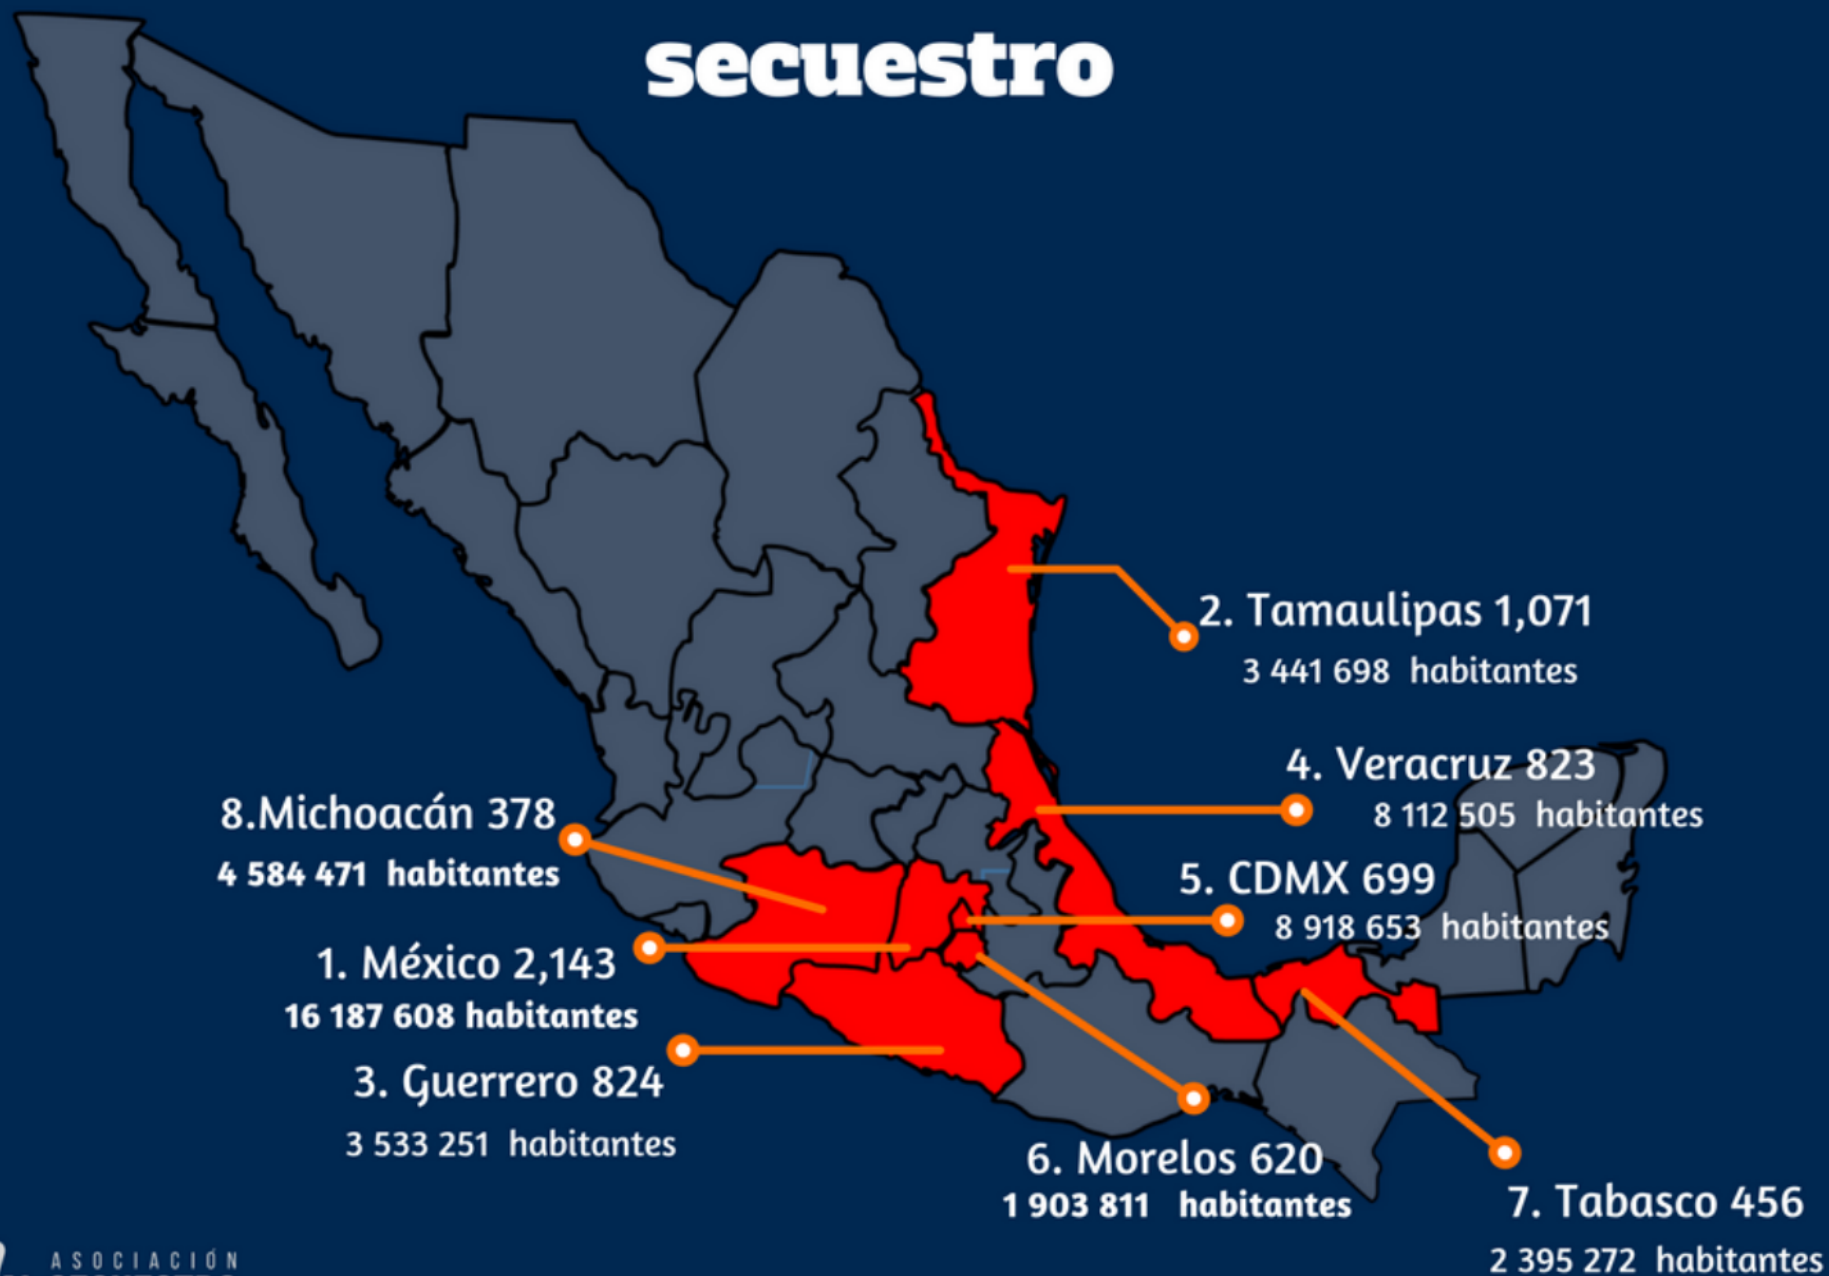 secuestro
2. Tamaulipas 1,071
3 441 698 habitantes
4. Veracruz 823
8 112 505 habitantes
8.Michoacán 378
4 584 471 habitantes
5. CDMX 699
8 918 653 habitantes
1. México 2,143
16 187 608 habitantes
3. Guerrero 824
3 533 251 habitantes
6. Morelos 620
1 903 811 habitantes
7. Tabasco 456
2 395 272 habitantes
ASOCIACIÓN